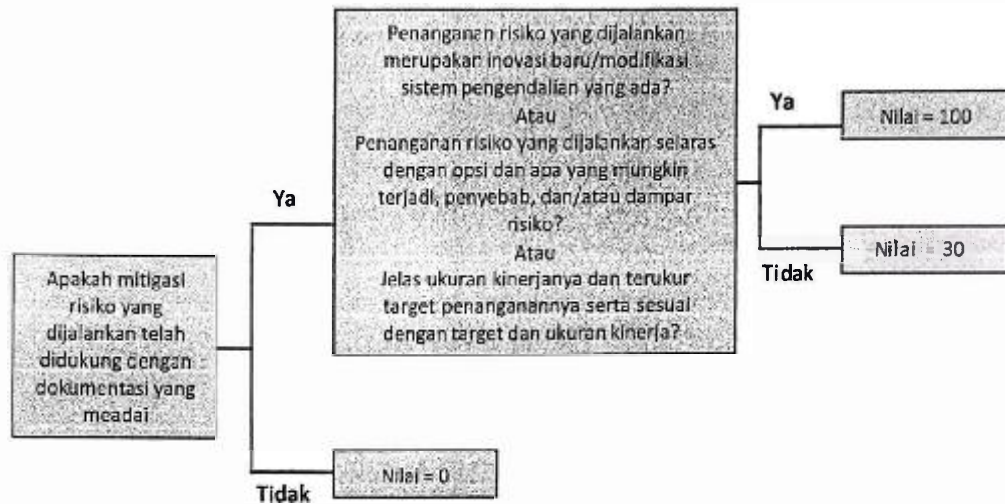 Penanganan risiko yang dijalankan
merupakan inovasi baru/modifikasi
sistem pengendalian yang ada?
Atau
Penanganan risiko yang dijalankan selaras
dengan opsi dan apa yang mungkin
terjadi, penyebab, dan/atau dampar
risiko?
Atau
Jelas ukuran kinerjanya dan terukur
target penanganannya serta sesuai
dengan target dan ukuran kinerja?
Ya
Nilai = 100
Tidak
Nilai = 30
Ya
Apakah mitigasi
risiko yang
dijalankan telah
didukung dengan
dokumentasi yang
meadai
Tidak
Nilai = 0